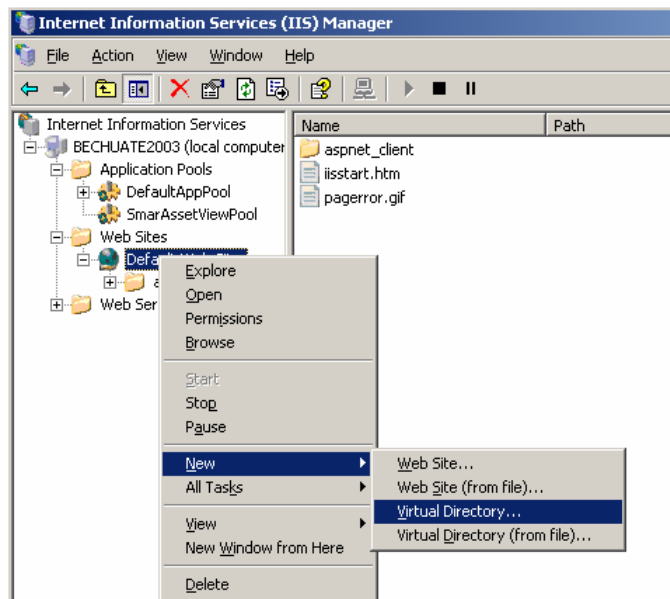 Internet Information Services (IIS) Manager
File Action View Window Help
Internet Information Services
BECHUATE2003 (local computer
Application Pools
DefaultAppPool
SmarAssetViewPool
Web Sites
Web Ser
Name Path
aspnet_client
iisstart.htm
pagerror.gif
Explore
Open
Permissions
Browse
Start
Stop
Pause
New
All Tasks
View
New Window from Here
Delete
Web Site...
Web Site (from file)...
Virtual Directory...
Virtual Directory (from file)...